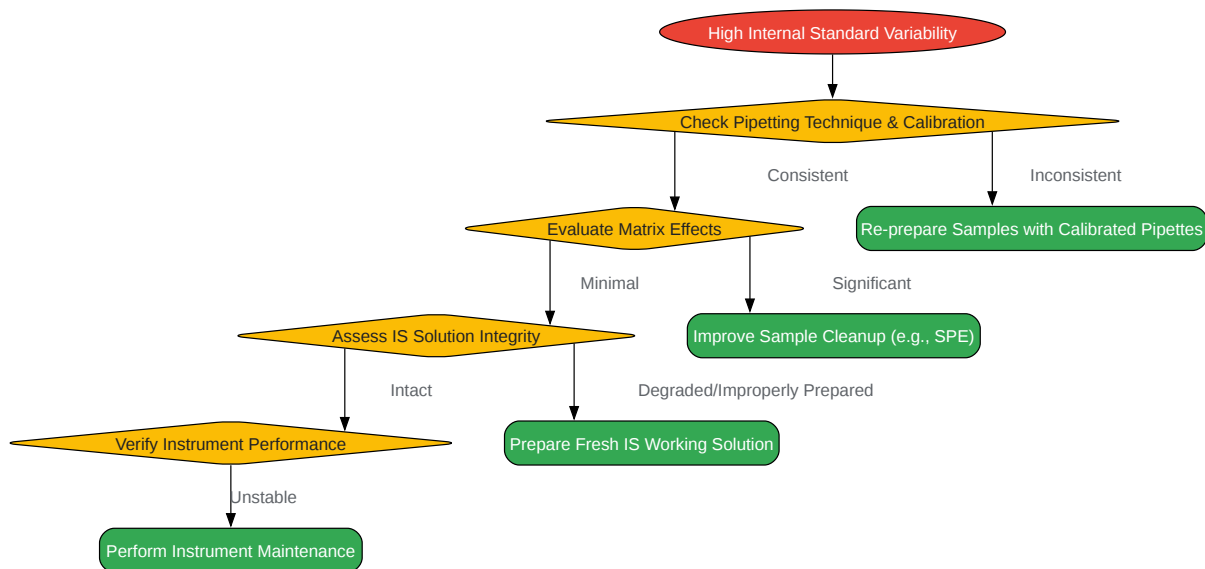 High Internal Standard Variability
Check Pipetting Technique & Calibration
Consistent
Inconsistent
Re-prepare Samples with Calibrated Pipettes
Evaluate Matrix Effects
Minimal
Significant
Improve Sample Cleanup (e.g., SPE)
Assess IS Solution Integrity
Intact
Degraded/Improperly Prepared
Prepare Fresh IS Working Solution
Verify Instrument Performance
Unstable
Perform Instrument Maintenance